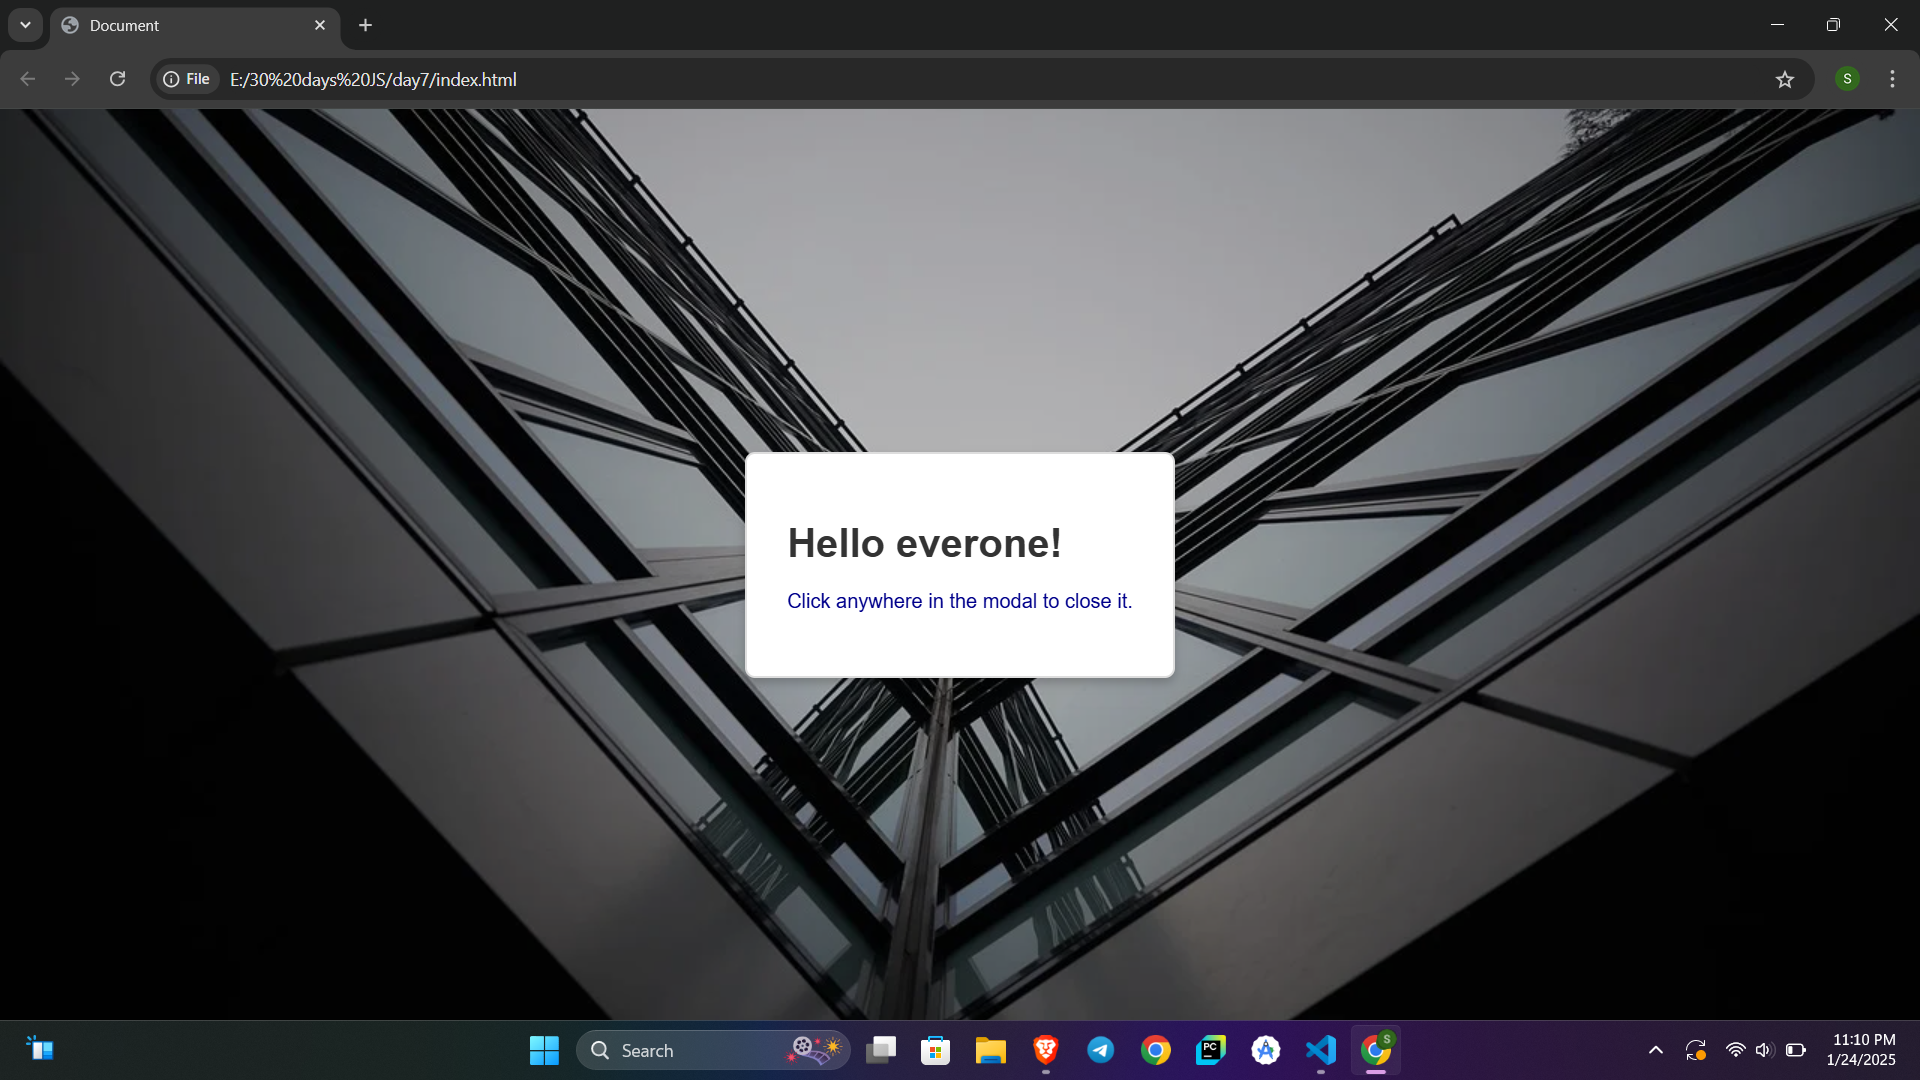 Document
File
E:/30%20days%20JS/day7/index.html
S
Hello everone!
Click anywhere in the modal to close it.
Search
PC
S
11:10 PM
1/24/2025